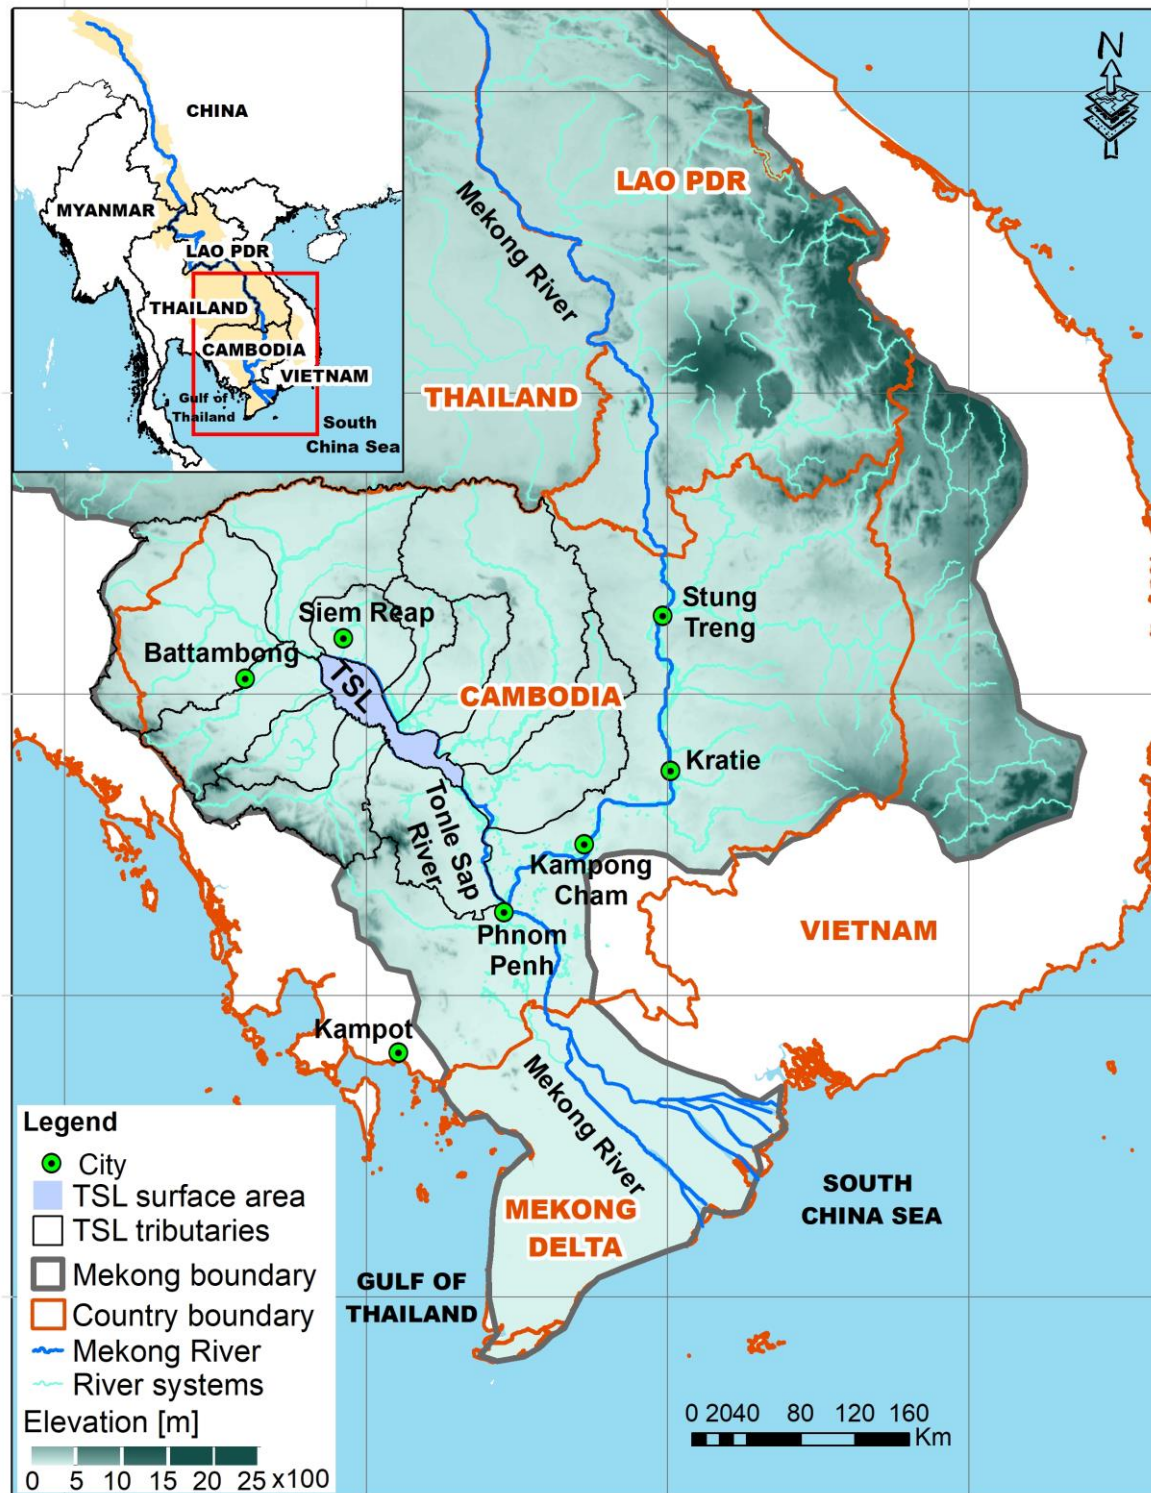 CHINA
MYANMAR
LAO PDR
THAILAND
CAMBODIA
VIETNAM
Gulf of
Thailand
South
China Sea
N
LAO PDR
Mekong River
THAILAND
Stung
Treng
Siem Reap
Battambong
TSL
CAMBODIA
Kratie
Tonle Sap
River
Kampong
Cham
Phnom
Penh
VIETNAM
Kampot
Mekong River
MEKONG
DELTA
SOUTH
CHINA SEA
GULF OF
THAILAND
Legend
City
TSL surface area
TSL tributaries
Mekong boundary
Country boundary
Mekong River
River systems
Elevation [m]
0 5 10 15 20 25 x100
0 20 40 80 120 160
Km